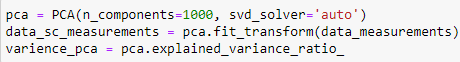 pca = PCA(n_components=1000, svd_solver='auto')
data_sc_measurements = pca.fit_transform(data_measurements)
varience_pca = pca.explained_variance_ratio_